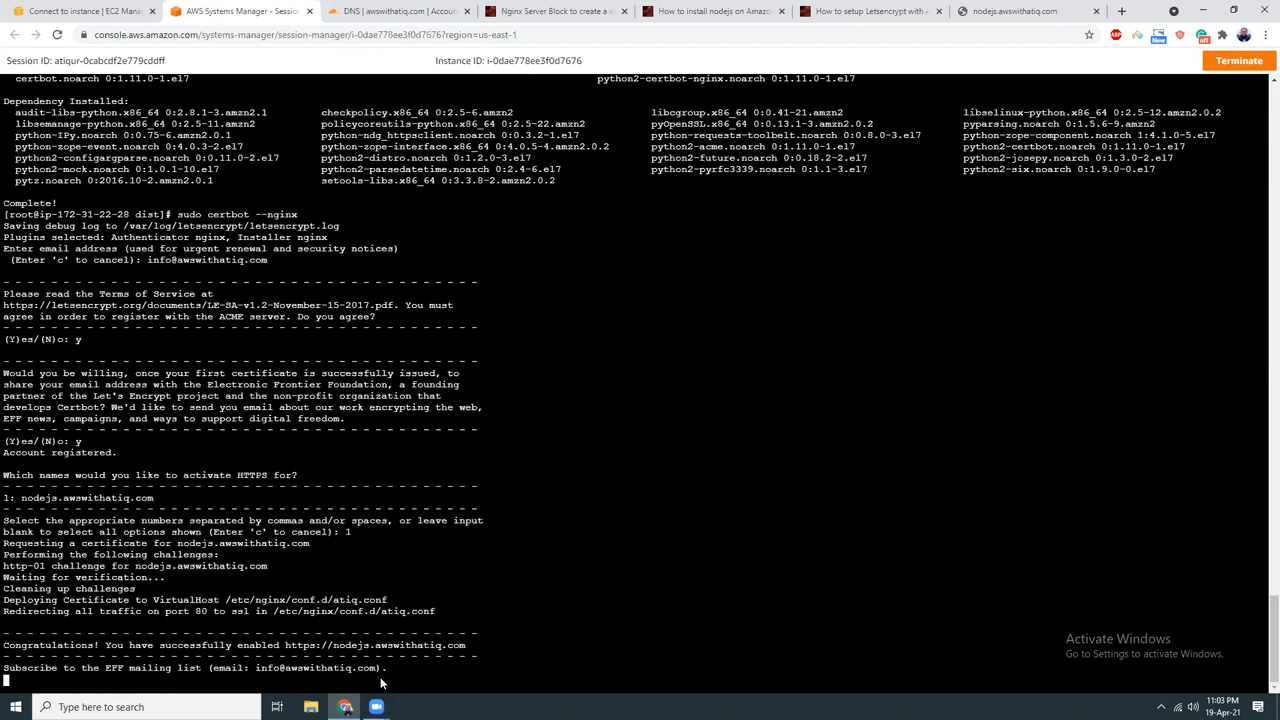 Connect to instance | EC2 Manag
AWS Systems Manager - Session
DNS | awswithatiq.com | Accoun
Nginx Server Block to create a vi
How to install nodejs on Amazon
How to setup Letsencrypt with A
nodejs.awswithatiq.com
console.aws.amazon.com/systems-manager/session-manager/i-0dae778ee3f0d7676?region=us-east-1
ABP
New
Session ID: atiqur-0cabcdf2e779cddff
Instance ID: i-0dae778ee3f0d7676
Terminate
certbot.noarch 0:1.11.0-1.el7 python2-certbot-nginx.noarch 0:1.11.0-1.el7
Dependency Installed:
audit-libs-python.x86_64 0:2.8.1-3.amzn2.1 checkpolicy.x86_64 0:2.5-6.amzn2 libcgroup.x86_64 0:0.41-21.amzn2 libselinux-python.x86_64 0:2.5-12.amzn2.0.2
libsemanage-python.x86_64 0:2.5-11.amzn2 policycoreutils-python.x86_64 0:2.5-22.amzn2 pyOpenSSL.x86_64 0:0.13.1-3.amzn2.0.2 pyparsing.noarch 0:1.5.6-9.amzn2
python-IPy.noarch 0:0.75-6.amzn2.0.1 python-ndg_httpsclient.noarch 0:0.3.2-1.el7 python-requests-toolbelt.noarch 0:0.8.0-3.el7 python-zope-component.noarch 1:4.1.0-5.el7
python-zope-event.noarch 0:4.0.3-2.el7 python-zope-interface.x86_64 0:4.0.5-4.amzn2.0.2 python2-acme.noarch 0:1.11.0-1.el7 python2-certbot.noarch 0:1.11.0-1.el7
python2-configargparse.noarch 0:0.11.0-2.el7 python2-distro.noarch 0:1.2.0-3.el7 python2-future.noarch 0:0.18.2-2.el7 python2-josepy.noarch 0:1.3.0-2.el7
python2-mock.noarch 0:1.0.1-10.el7 python2-parsedatetime.noarch 0:2.4-6.el7 python2-pyrfc3339.noarch 0:1.1-3.el7 python2-six.noarch 0:1.9.0-0.el7
pytz.noarch 0:2016.10-2.amzn2.0.1 setools-libs.x86_64 0:3.3.8-2.amzn2.0.2
Complete!
[root@ip-172-31-22-28 dist]# sudo certbot --nginx
Saving debug log to /var/log/letsencrypt/letsencrypt.log
Plugins selected: Authenticator nginx, Installer nginx
Enter email address (used for urgent renewal and security notices)
(Enter 'c' to cancel): info@awswithatiq.com
- - - - - - - - - - - - - - - - - - - - - - - - - - - - - - - - - - - - - - - -
Please read the Terms of Service at
https://letsencrypt.org/documents/LE-SA-v1.2-November-15-2017.pdf. You must
agree in order to register with the ACME server. Do you agree?
- - - - - - - - - - - - - - - - - - - - - - - - - - - - - - - - - - - - - - - -
(Y)es/(N)o: y
- - - - - - - - - - - - - - - - - - - - - - - - - - - - - - - - - - - - - - - -
Would you be willing, once your first certificate is successfully issued, to
share your email address with the Electronic Frontier Foundation, a founding
partner of the Let's Encrypt project and the non-profit organization that
develops Certbot? We'd like to send you email about our work encrypting the web,
EFF news, campaigns, and ways to support digital freedom.
- - - - - - - - - - - - - - - - - - - - - - - - - - - - - - - - - - - - - - - -
(Y)es/(N)o: y
Account registered.
Which names would you like to activate HTTPS for?
- - - - - - - - - - - - - - - - - - - - - - - - - - - - - - - - - - - - - - - -
1: nodejs.awswithatiq.com
- - - - - - - - - - - - - - - - - - - - - - - - - - - - - - - - - - - - - - - -
Select the appropriate numbers separated by commas and/or spaces, or leave input
blank to select all options shown (Enter 'c' to cancel): 1
Requesting a certificate for nodejs.awswithatiq.com
Performing the following challenges:
http-01 challenge for nodejs.awswithatiq.com
Waiting for verification...
Cleaning up challenges
Deploying Certificate to VirtualHost /etc/nginx/conf.d/atiq.conf
Redirecting all traffic on port 80 to ssl in /etc/nginx/conf.d/atiq.conf
- - - - - - - - - - - - - - - - - - - - - - - - - - - - - - - - - - - - - - - -
Congratulations! You have successfully enabled https://nodejs.awswithatiq.com
- - - - - - - - - - - - - - - - - - - - - - - - - - - - - - - - - - - - - - - -
Subscribe to the EFF mailing list (email: info@awswithatiq.com).
Activate Windows
Go to Settings to activate Windows.
Type here to search
11:03 PM
19-Apr-21